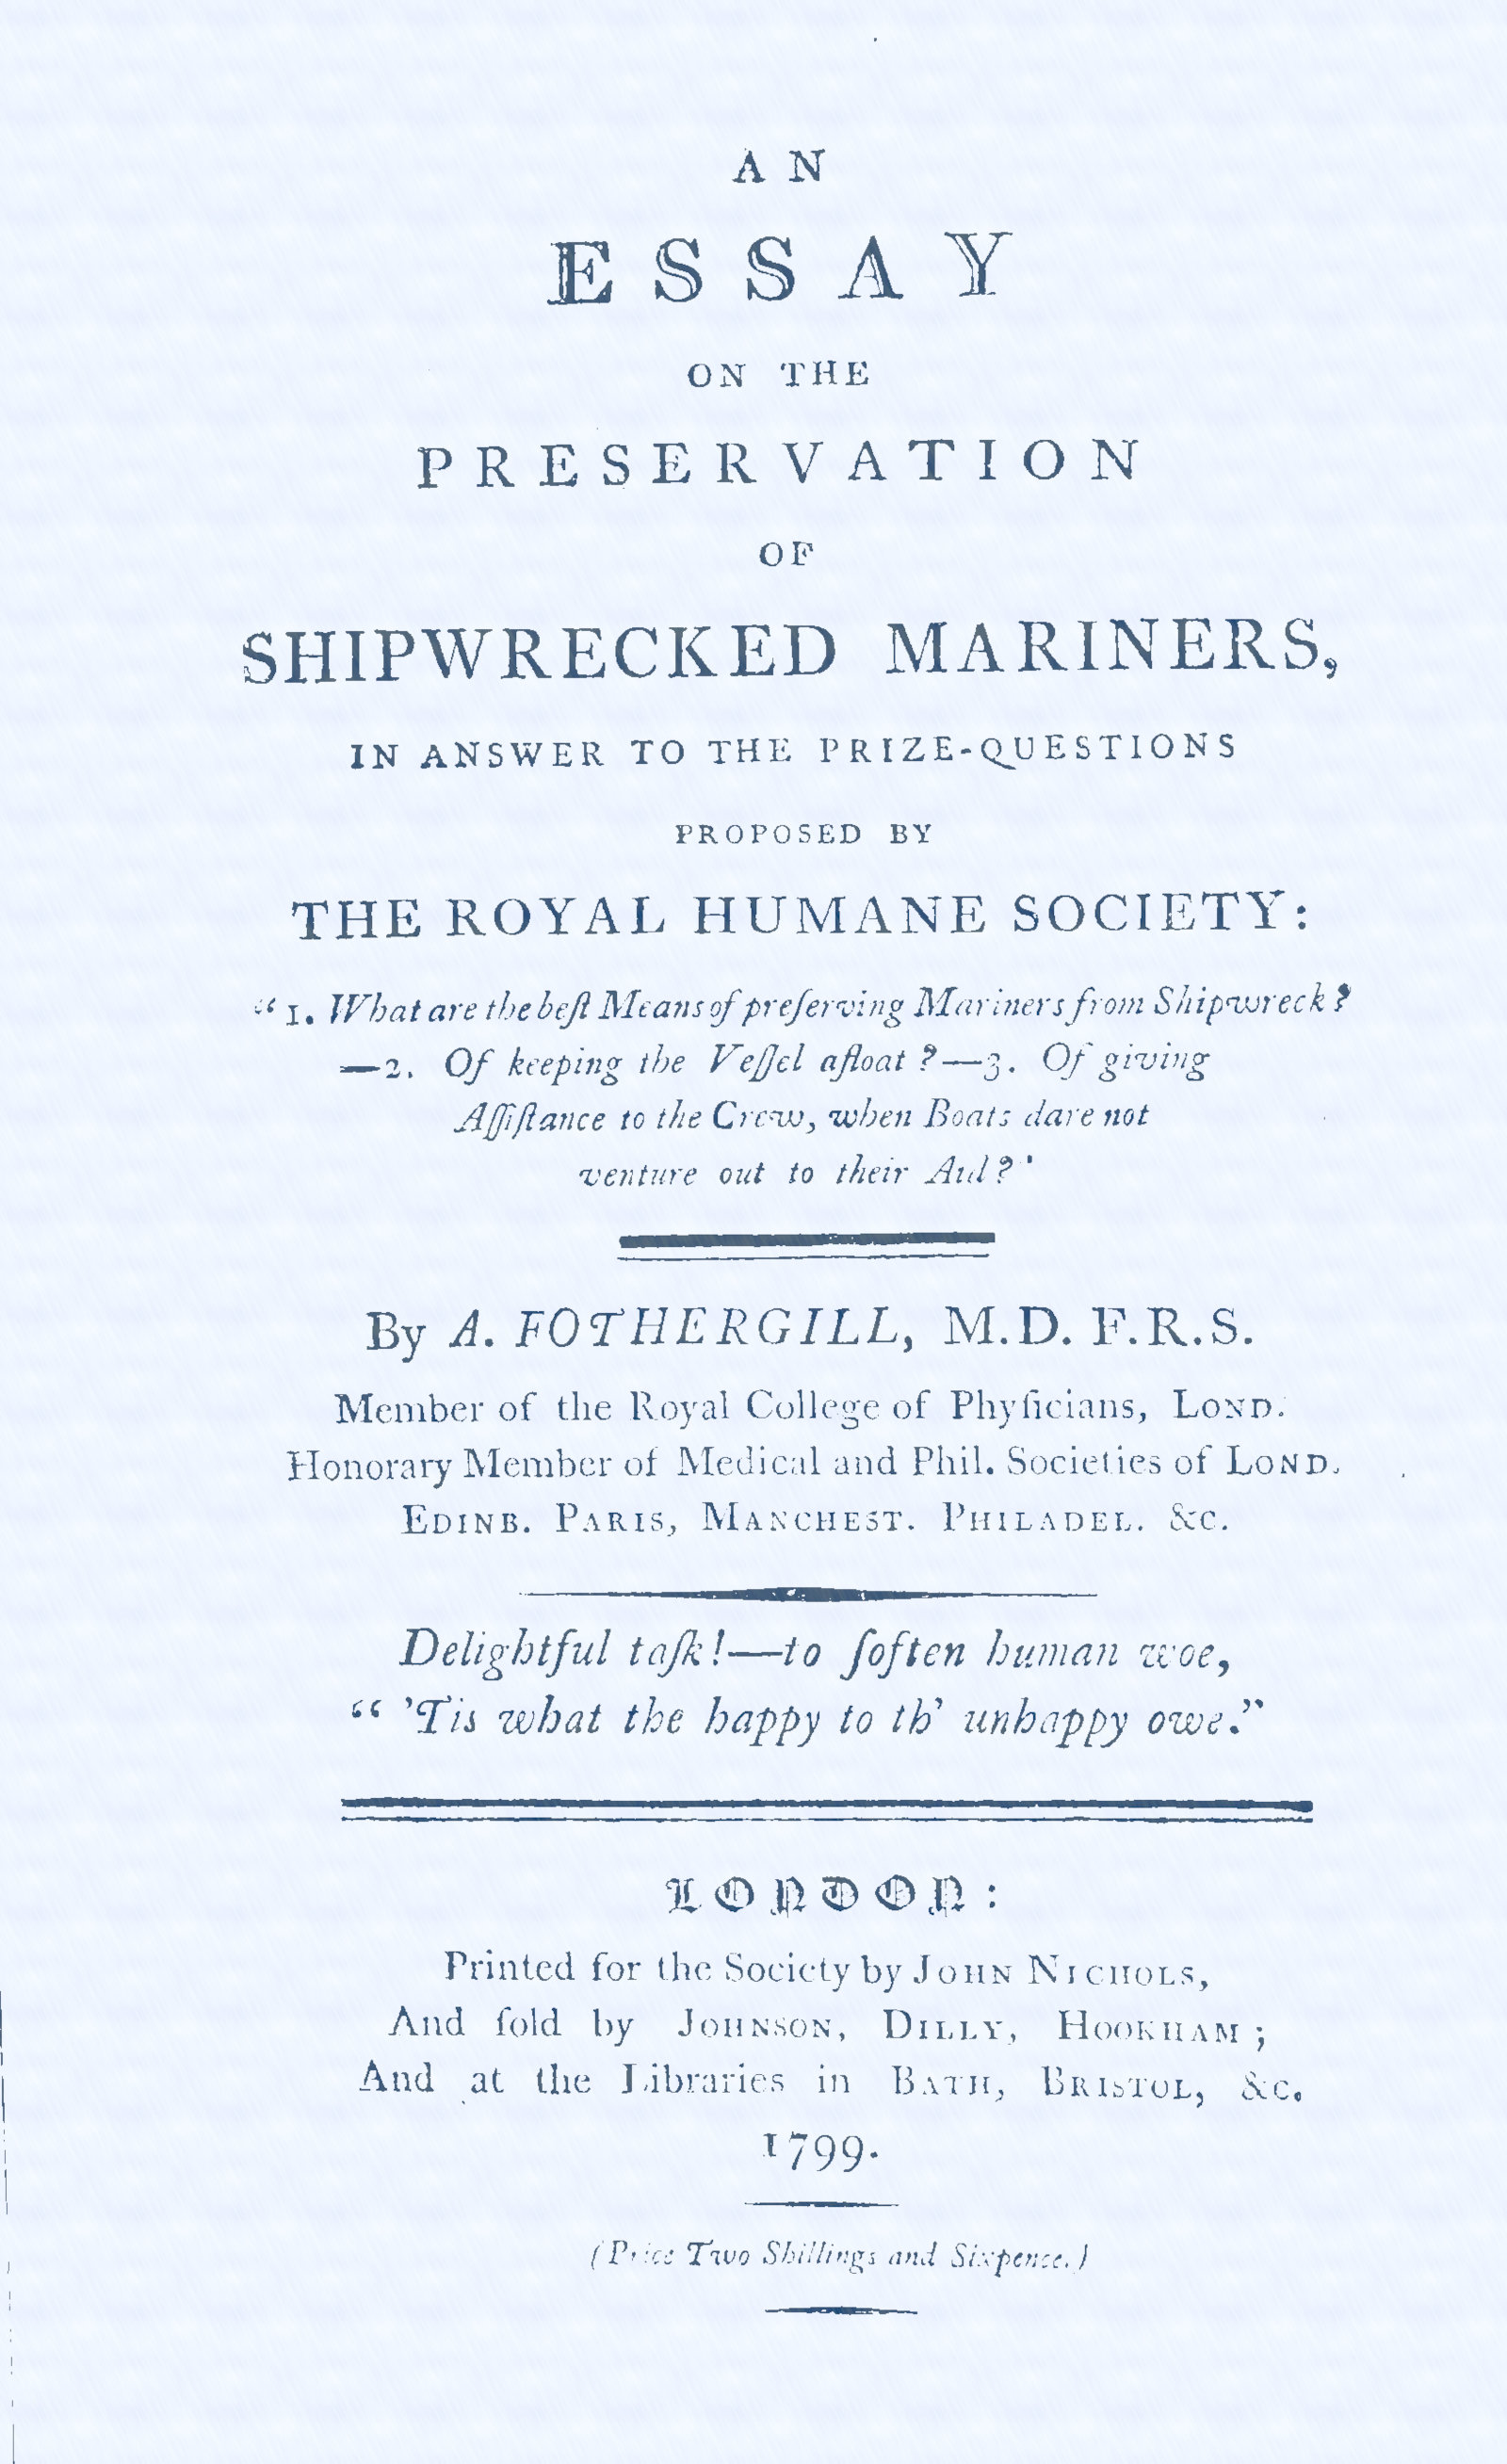 AN
ESSAY
ON THE
PRESERVATION
OF
SHIPWRECKED MARINERS,
IN ANSWER TO THE PRIZE-QUESTIONS
PROPOSED BY
THE ROYAL HUMANE SOCIETY:
“ 1. What are the beſt Means of preſerving Mariners from Shipwreck?
—2. Of keeping the Veſſel afloat?—3. Of giving
Aſſiſtance to the Crew, when Boats dare not
venture out to their Aid?'
By A. FOTHERGILL, M.D. F.R.S.
Member of the Royal College of Phyſicians, LOND.
Honorary Member of Medical and Phil. Societies of LOND.
EDINB. PARIS, MANCHEST. PHILADEL. &c.
Delightful taſk!—to ſoften human woe,
“ 'Tis what the happy to th' unhappy owe.”
LONDON:
Printed for the Society by JOHN NICHOLS,
And ſold by JOHNSON, DILLY, HOOKHAM;
And at the Libraries in BATH, BRISTOL, &c.
1799.
(Price Two Shillings and Sixpence.)